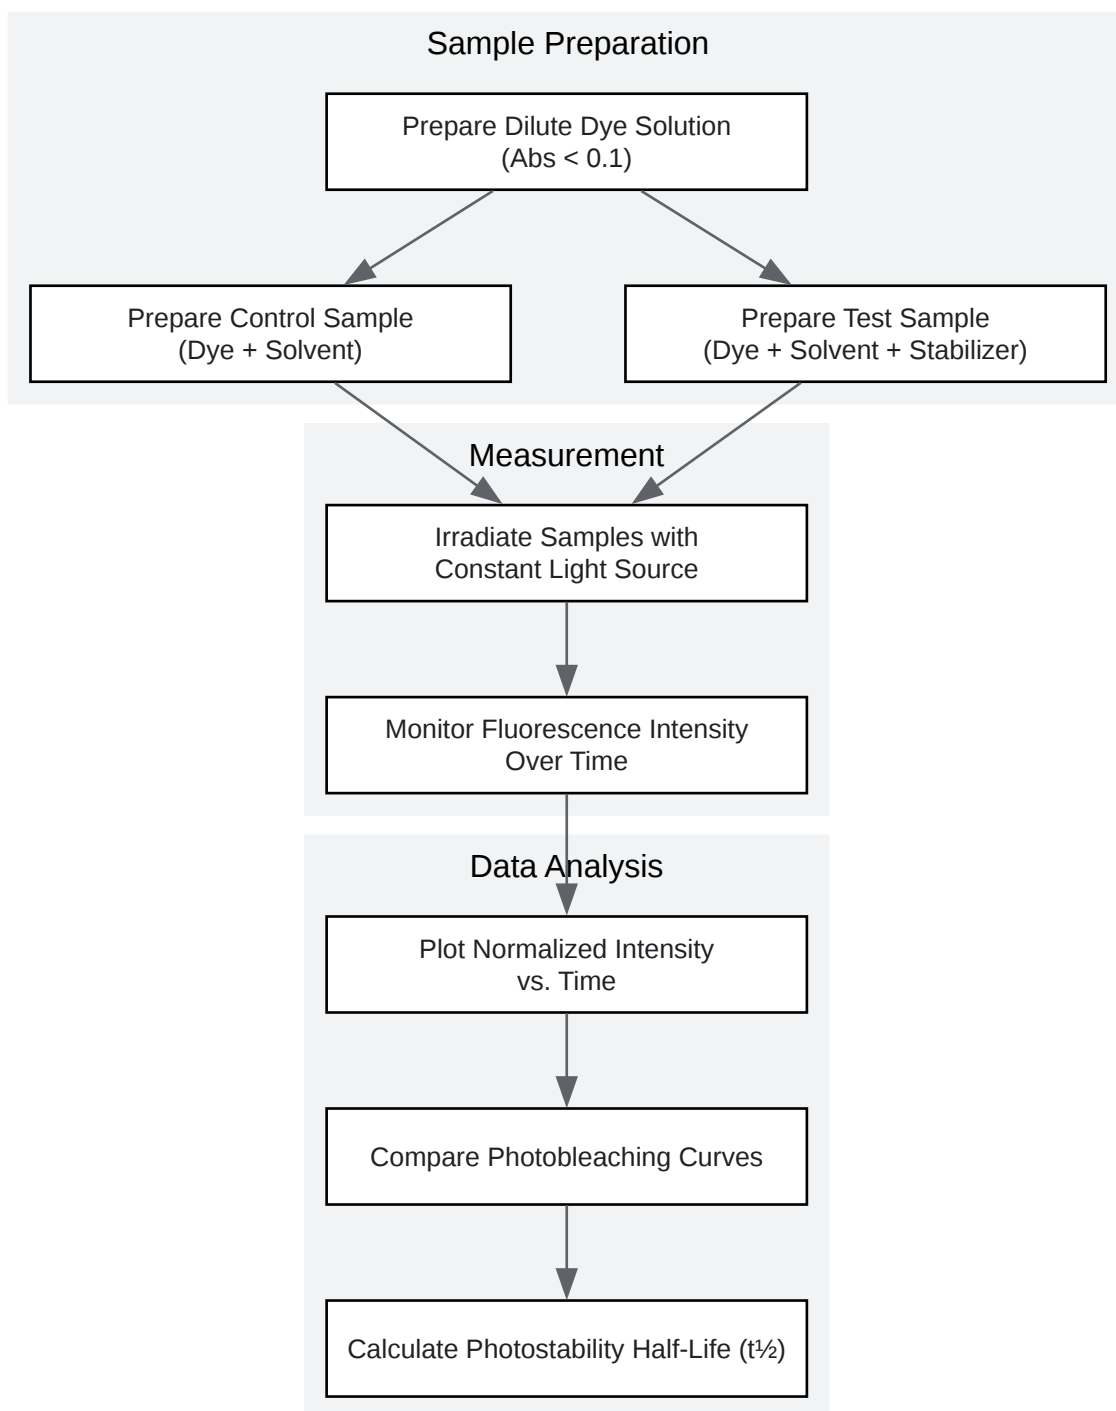 Sample Preparation
Prepare Dilute Dye Solution
(Abs < 0.1)
Prepare Control Sample
(Dye + Solvent)
Prepare Test Sample
(Dye + Solvent + Stabilizer)
Measurement
Irradiate Samples with
Constant Light Source
Monitor Fluorescence Intensity
Over Time
Data Analysis
Plot Normalized Intensity
vs. Time
Compare Photobleaching Curves
Calculate Photostability Half-Life (t½)